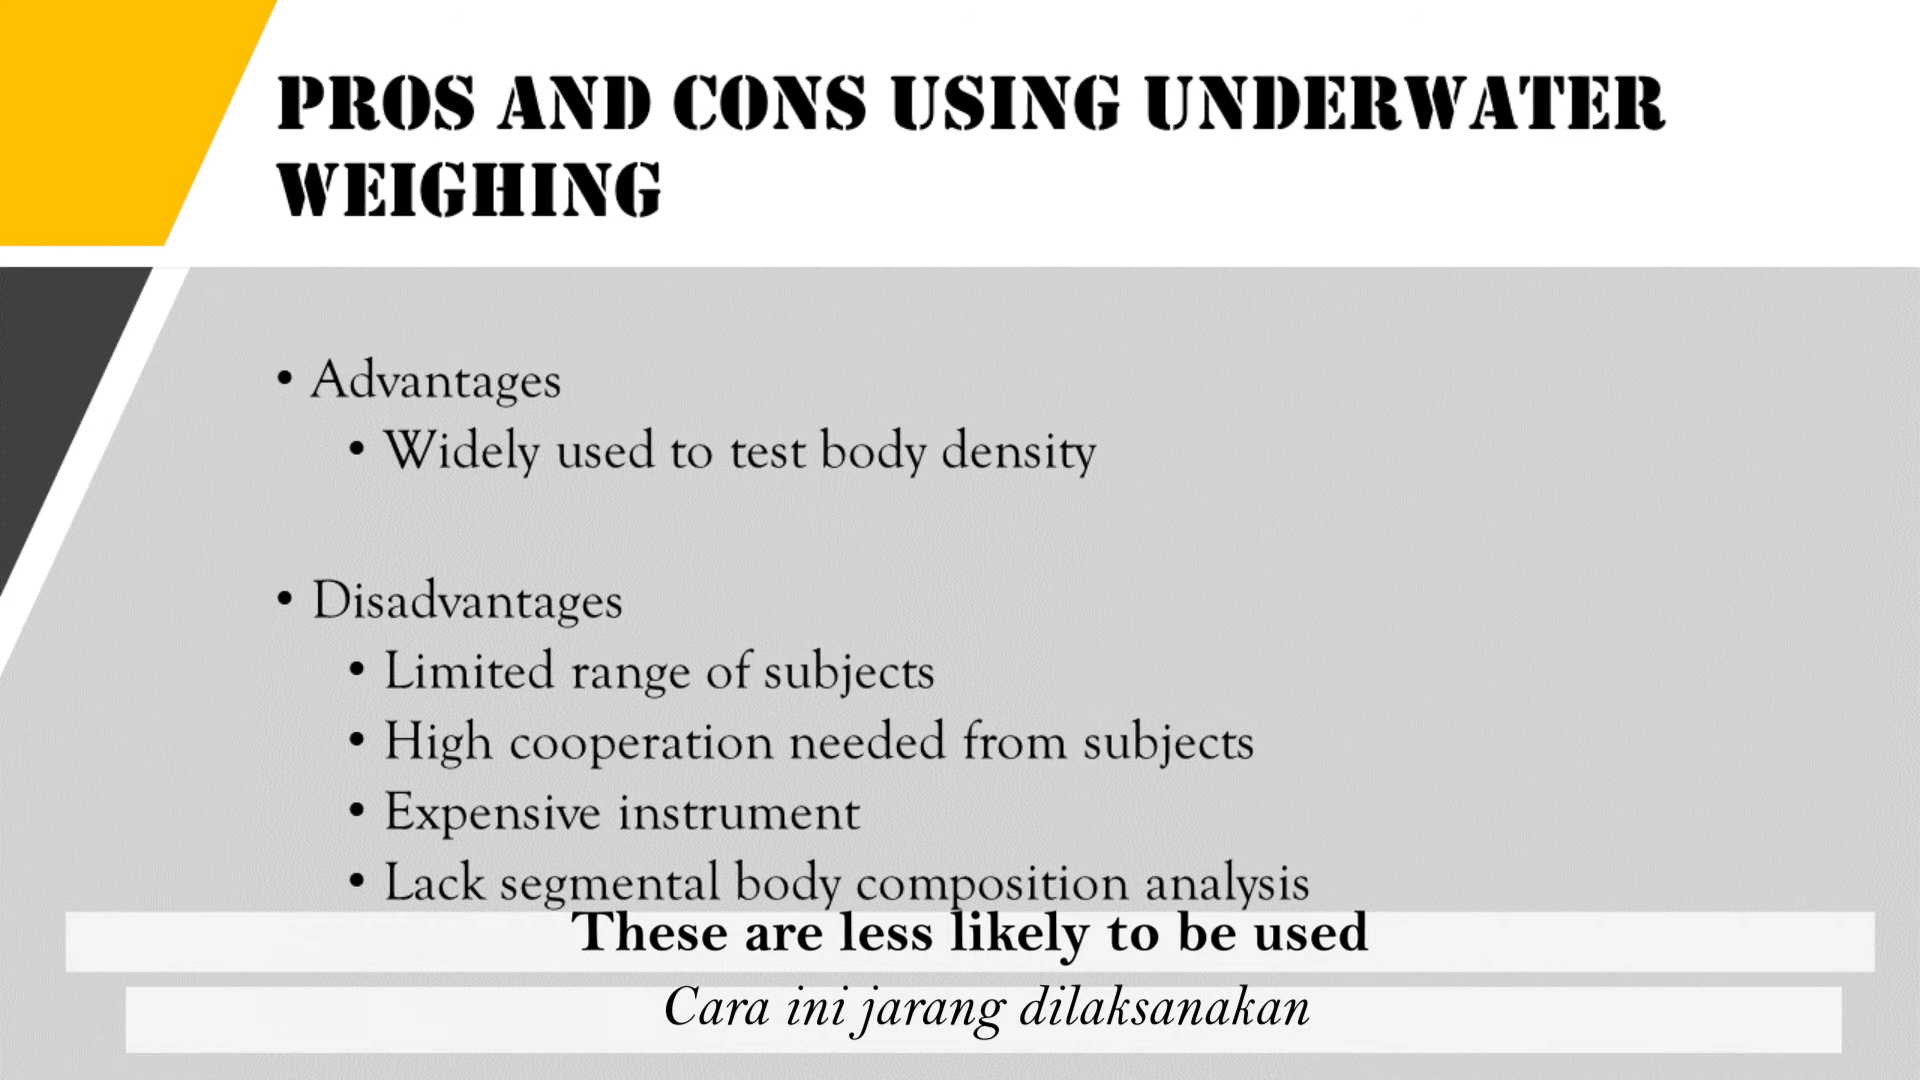 PROS AND CONS USING UNDERWATER
WEIGHING
• Advantages
• Widely used to test body density
• Disadvantages
• Limited range of subjects
• High cooperation needed from subjects
• Expensive instrument
• Lack segmental body composition analysis
These are less likely to be used
Cara ini jarang dilaksanakan